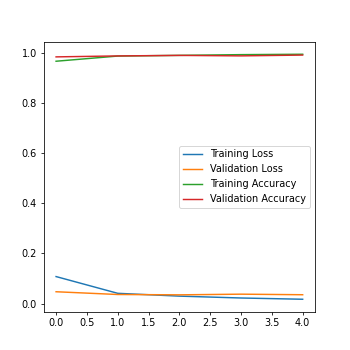 1.0
0.8
0.6
0.4
0.2
0.0
Training Loss
Validation Loss
Training Accuracy
Validation Accuracy
0.0 0.5 1.0 1.5 2.0 2.5 3.0 3.5 4.0